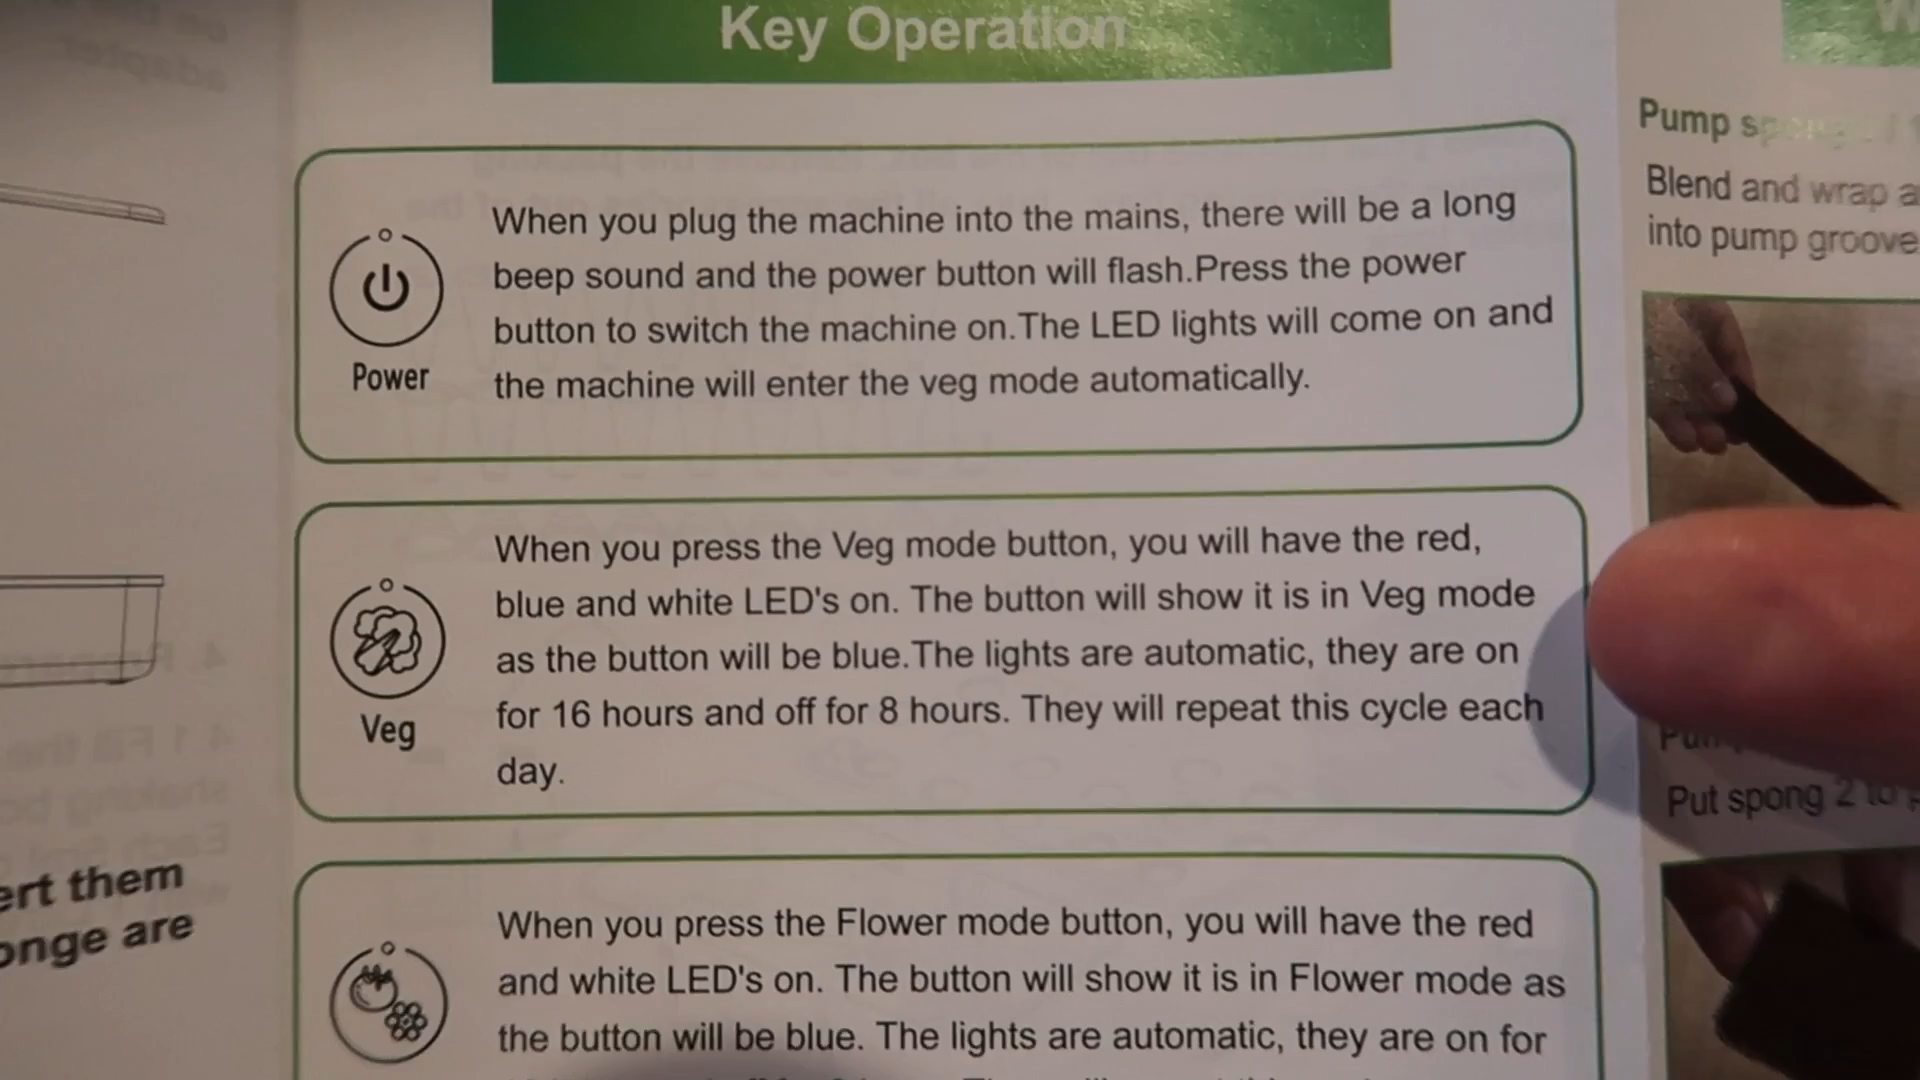 Key Operation
When you plug the machine into the mains, there will be a long
beep sound and the power button will flash.Press the power
button to switch the machine on.The LED lights will come on and
the machine will enter the veg mode automatically.
Power
When you press the Veg mode button, you will have the red,
blue and white LED's on. The button will show it is in Veg mode
as the button will be blue.The lights are automatic, they are on
for 16 hours and off for 8 hours. They will repeat this cycle each
day.
Veg
When you press the Flower mode button, you will have the red
and white LED's on. The button will show it is in Flower mode as
the button will be blue. The lights are automatic, they are on for
ert them
onge are
Pump
Blend and wrap
into pump groove
Put spong 2 to